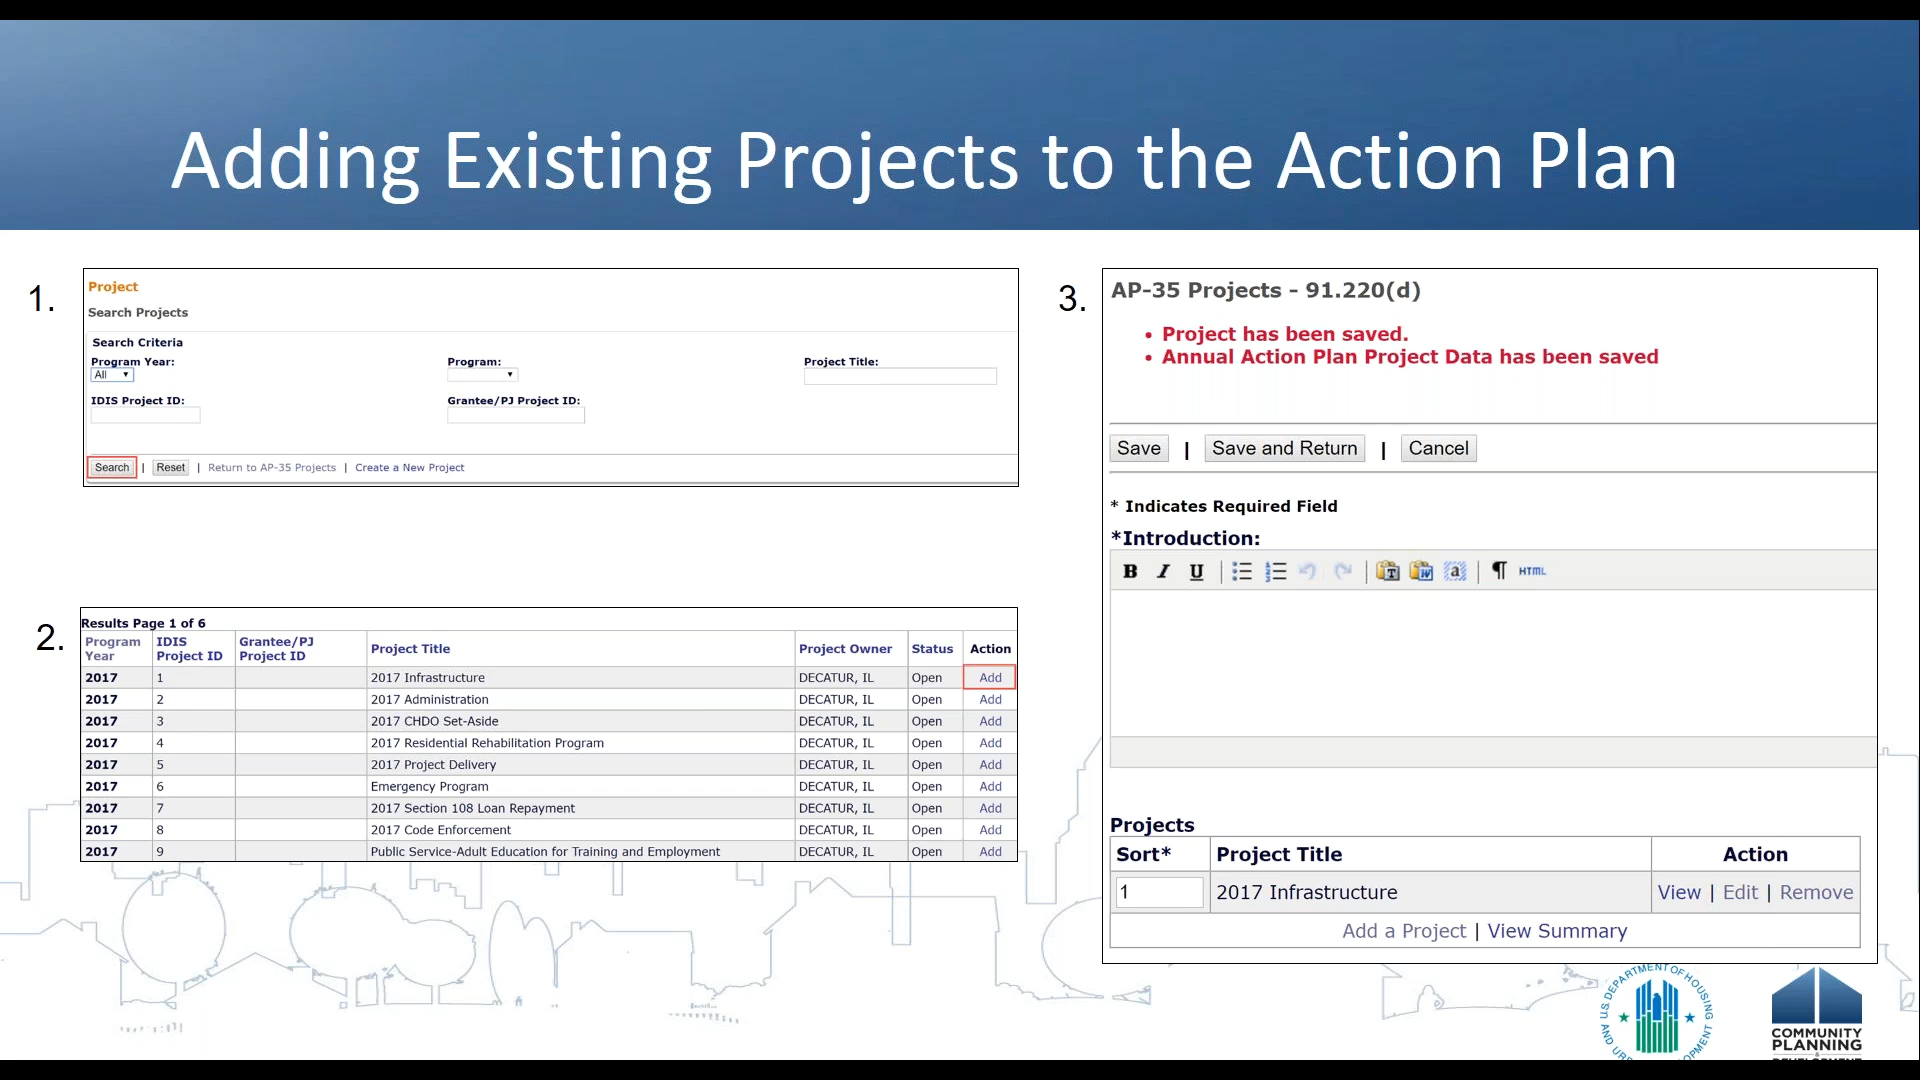 Adding Existing Projects to the Action Plan
1.
Project
Search Projects
Search Criteria
Program Year: Program: Project Title:
All
IDIS Project ID: Grantee/PJ Project ID:
Search | Reset | Return to AP-35 Projects | Create a New Project
2.
Results Page 1 of 6
Program Year IDIS Project ID Grantee/PJ Project ID Project Title Project Owner Status Action
2017 1 2017 Infrastructure DECATUR, IL Open Add
2017 2 2017 Administration DECATUR, IL Open Add
2017 3 2017 CHDO Set-Aside DECATUR, IL Open Add
2017 4 2017 Residential Rehabilitation Program DECATUR, IL Open Add
2017 5 2017 Project Delivery DECATUR, IL Open Add
2017 6 Emergency Program DECATUR, IL Open Add
2017 7 2017 Section 108 Loan Repayment DECATUR, IL Open Add
2017 8 2017 Code Enforcement DECATUR, IL Open Add
2017 9 Public Service-Adult Education for Training and Employment DECATUR, IL Open Add
3.
AP-35 Projects - 91.220(d)
• Project has been saved.
• Annual Action Plan Project Data has been saved
Save | Save and Return | Cancel
* Indicates Required Field
*Introduction:
B I U HTML
Projects
Sort* Project Title Action
1 2017 Infrastructure View | Edit | Remove
Add a Project | View Summary
U.S. DEPARTMENT OF HOUSING
COMMUNITY
PLANNING